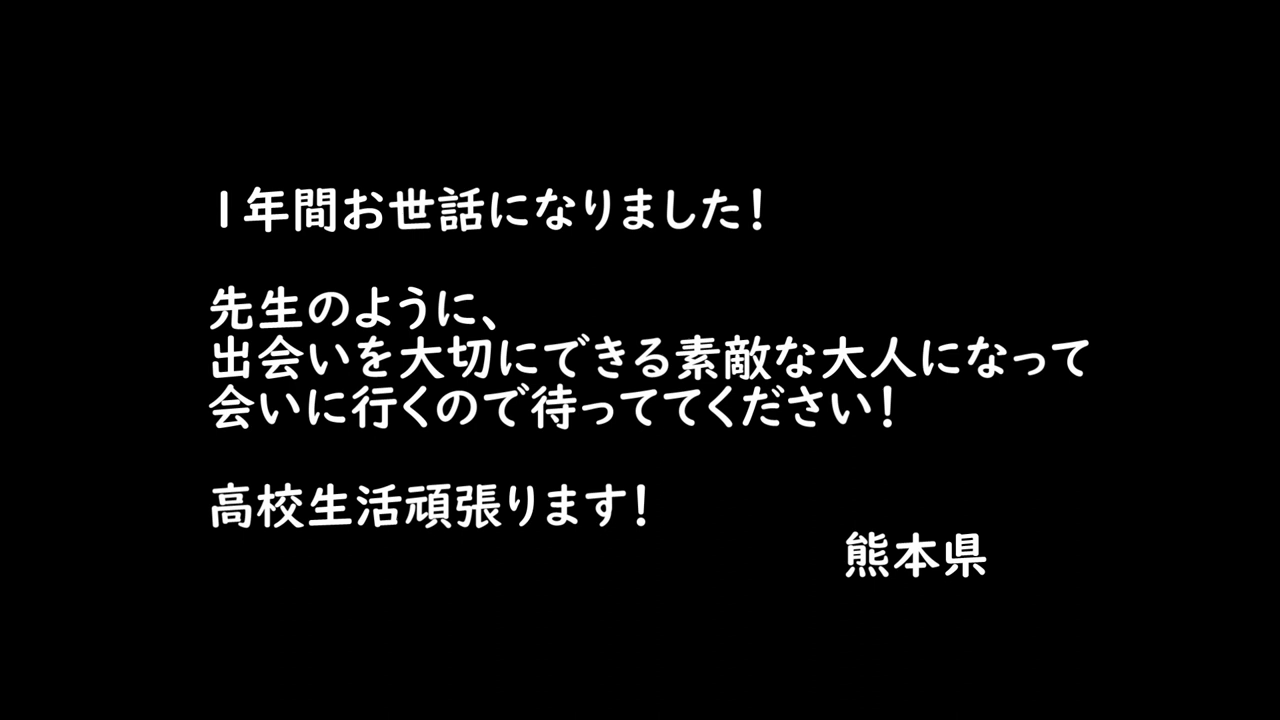 1年間お世話になりました!
先生のように、
出会いを大切にできる素敵な大人になって
会いに行くので待っててください!
高校生活頑張ります!
熊本県